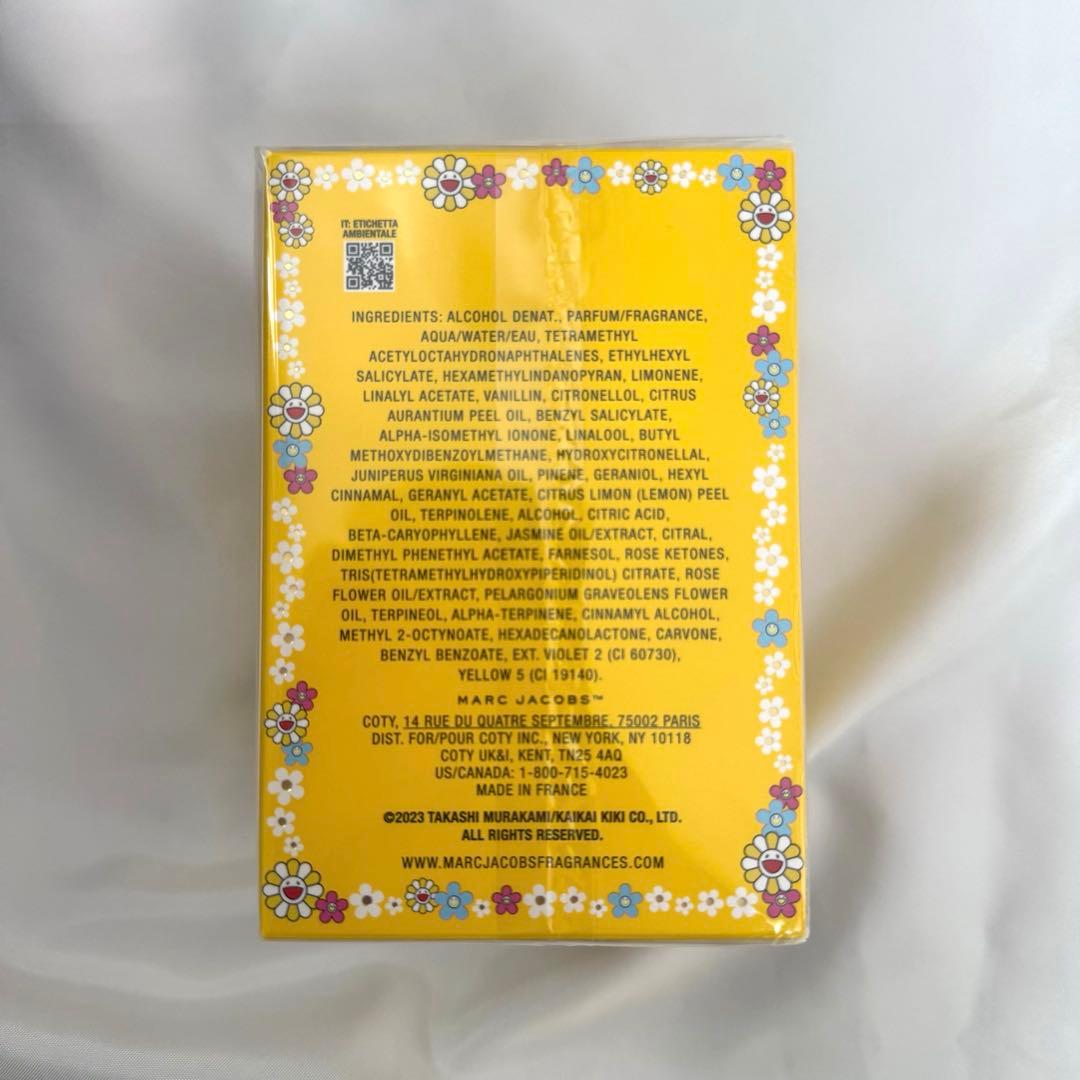 IT: ETICHETTA
AMBIENTALE
INGREDIENTS: ALCOHOL DENAT., PARFUM/FRAGRANCE,
AQUA/WATER/EAU, TETRAMETHYL
ACETYLOCTAHYDRONAPHTHALENES, ETHYLHEXYL
SALICYLATE, HEXAMETHYLINDANOPYRAN, LIMONENE,
LINALYL ACETATE, VANILLIN, CITRONELLOL, CITRUS
AURANTIUM PEEL OIL, BENZYL SALICYLATE,
ALPHA-ISOMETHYL IONONE, LINALOOL, BUTYL
METHOXYDIBENZOYLMETHANE, HYDROXYCITRONELLAL,
JUNIPERUS VIRGINIANA OIL, PINENE, GERANIOL, HEXYL
CINNAMAL, GERANYL ACETATE, CITRUS LIMON (LEMON) PEEL
OIL, TERPINOLENE, ALCOHOL, CITRIC ACID,
BETA-CARYOPHYLLENE, JASMINE OIL/EXTRACT, CITRAL,
DIMETHYL PHENETHYL ACETATE, FARNESOL, ROSE KETONES,
TRIS(TETRAMETHYLHYDROXYPIPERIDINOL) CITRATE, ROSE
FLOWER OIL/EXTRACT, PELARGONIUM GRAVEOLENS FLOWER
OIL, TERPINEOL, ALPHA-TERPINENE, CINNAMYL ALCOHOL,
METHYL 2-OCTYNOATE, HEXADECANOLACTONE, CARVONE,
BENZYL BENZOATE, EXT. VIOLET 2 (CI 60730),
YELLOW 5 (CI 19140).
MARC JACOBS™
COTY, 14 RUE DU QUATRE SEPTEMBRE, 75002 PARIS
DIST. FOR/POUR COTY INC., NEW YORK, NY 10118
COTY UK&I, KENT, TN25 4AQ
US/CANADA: 1-800-715-4023
MADE IN FRANCE
©2023 TAKASHI MURAKAMI/KAIKAI KIKI CO., LTD.
ALL RIGHTS RESERVED.
WWW.MARCJACOBSFRAGRANCES.COM